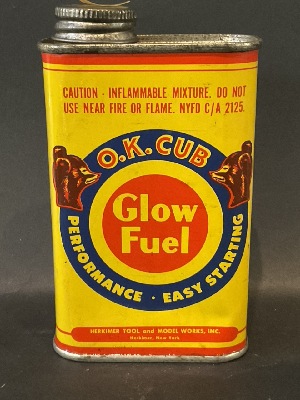 CAUTION - INFLAMMABLE MIXTURE. DO NOT
USE NEAR FIRE OR FLAME. NYFD C/A 2125.
O.K. CUB
Glow
Fuel
PERFORMANCE · EASY STARTING
HERKIMER TOOL and MODEL WORKS, INC.
Herkimer, New York.